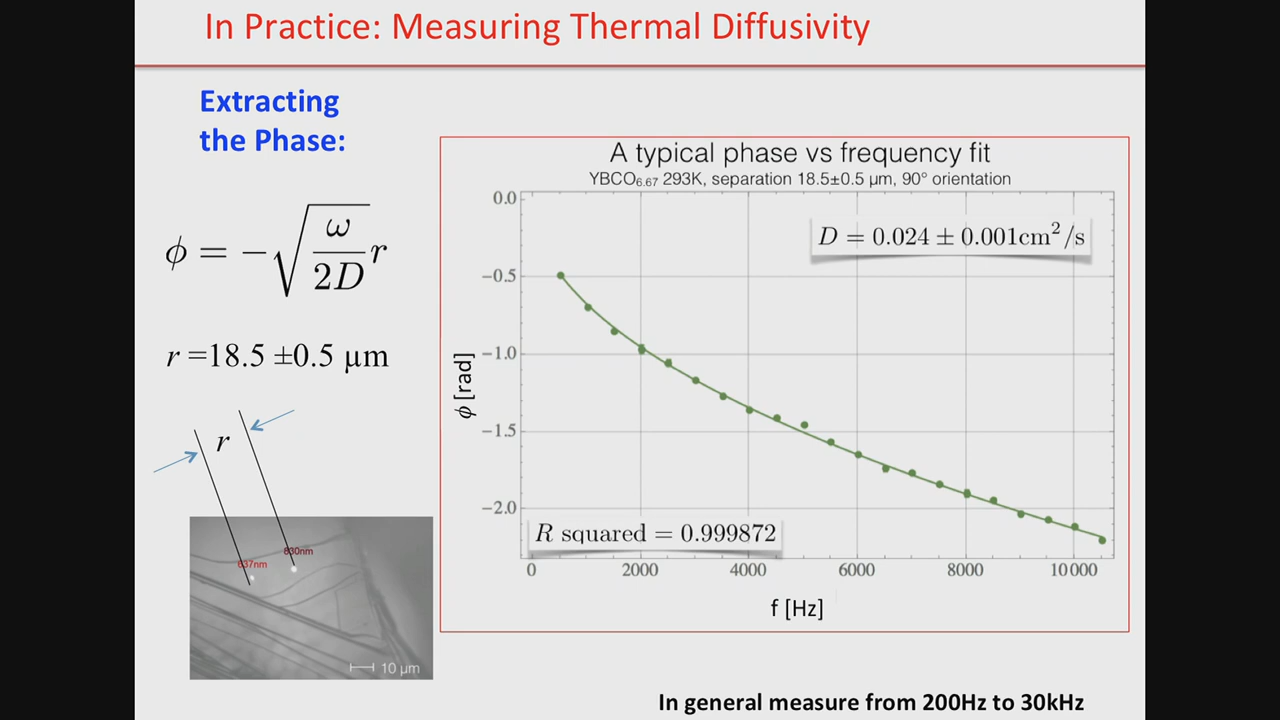 In Practice: Measuring Thermal Diffusivity
Extracting
the Phase:
ϕ = −√(ω/2D) r
r =18.5 ±0.5 µm
r
637nm
830nm
10 µm
A typical phase vs frequency fit
YBCO₆.₆₇ 293K, separation 18.5±0.5 µm, 90° orientation
D = 0.024 ± 0.001cm²/s
R squared = 0.999872
ϕ [rad]
0.0
−0.5
−1.0
−1.5
−2.0
0 2000 4000 6000 8000 10000
f [Hz]
In general measure from 200Hz to 30kHz